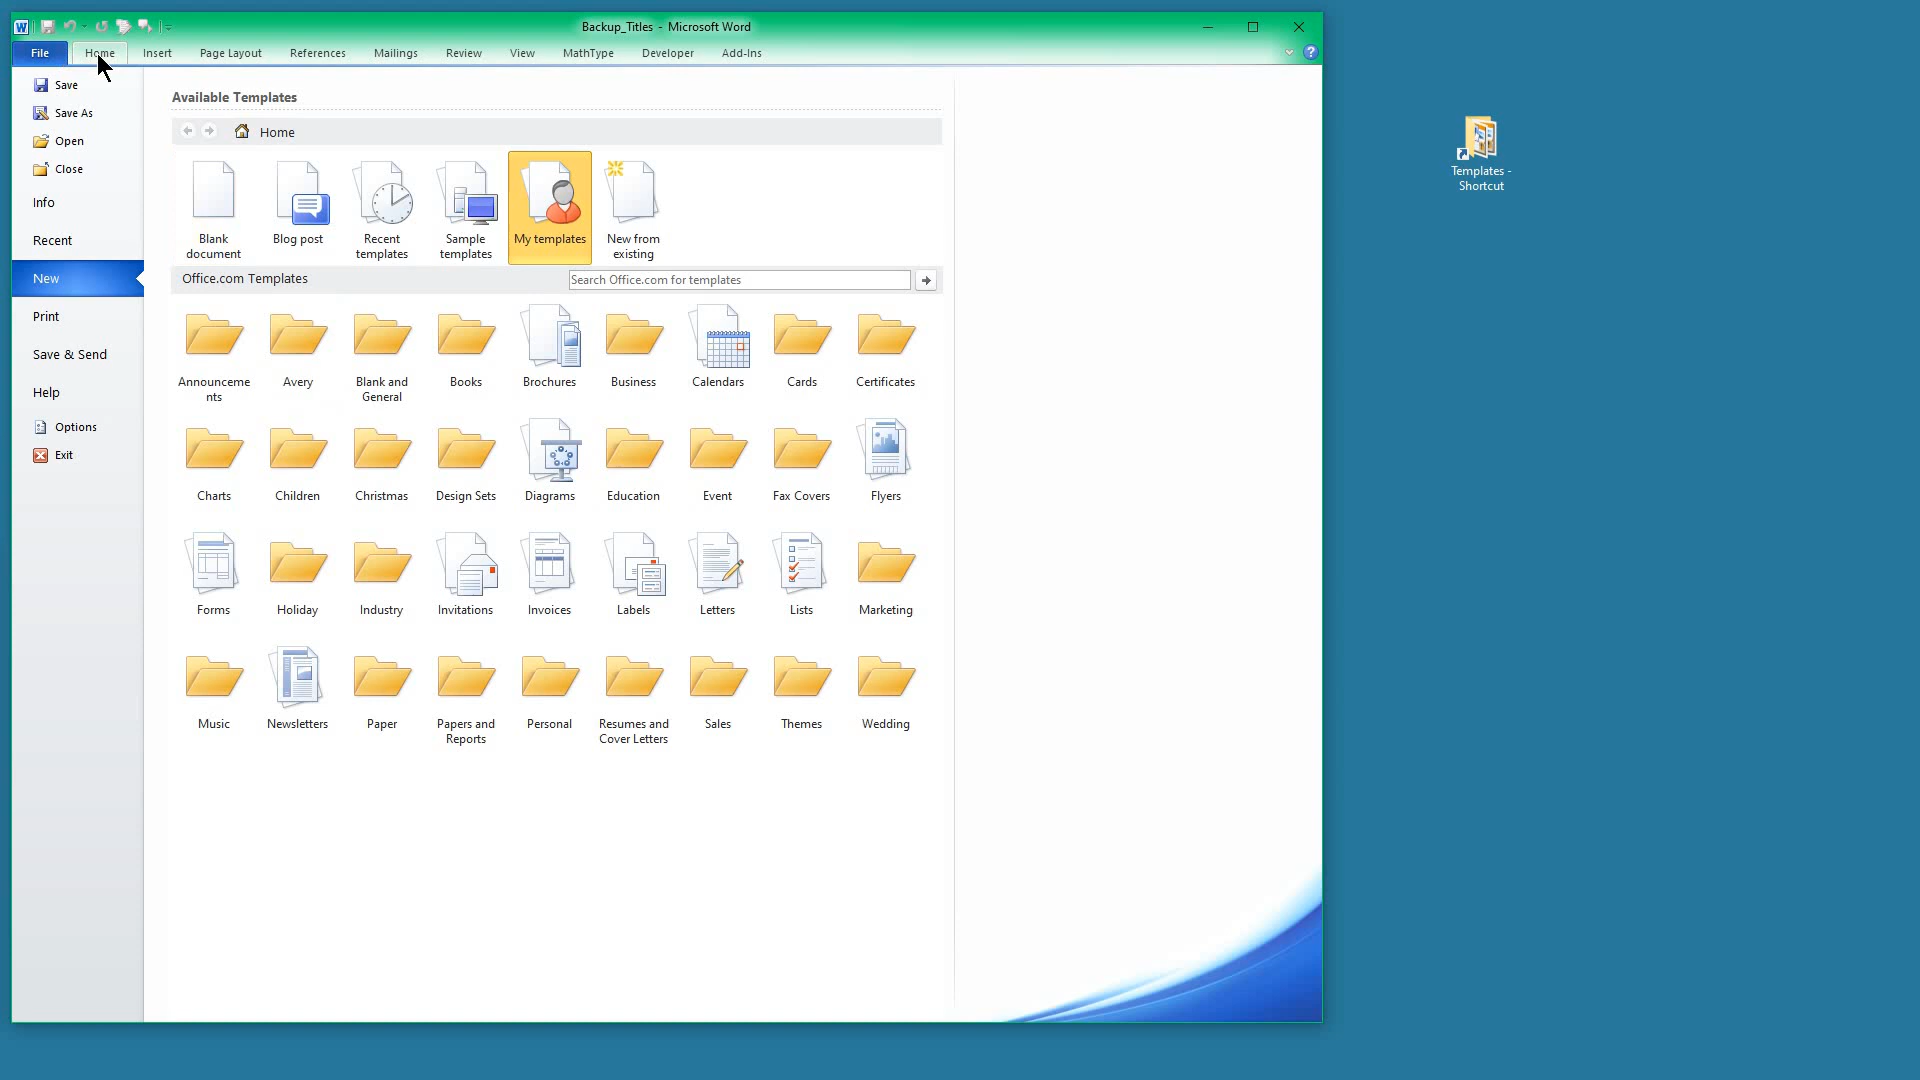 Backup_Titles - Microsoft Word
File Home Insert Page Layout References Mailings Review View MathType Developer Add-Ins
Save
Save As
Open
Close
Info
Recent
New
Print
Save & Send
Help
Options
Exit
Available Templates
Home
Blank document
Blog post
Recent templates
Sample templates
My templates
New from existing
Office.com Templates
Search Office.com for templates
Announceme
nts
Avery
Blank and
General
Books
Brochures
Business
Calendars
Cards
Certificates
Charts
Children
Christmas
Design Sets
Diagrams
Education
Event
Fax Covers
Flyers
Forms
Holiday
Industry
Invitations
Invoices
Labels
Letters
Lists
Marketing
Music
Newsletters
Paper
Papers and
Reports
Personal
Resumes and
Cover Letters
Sales
Themes
Wedding
Templates -
Shortcut